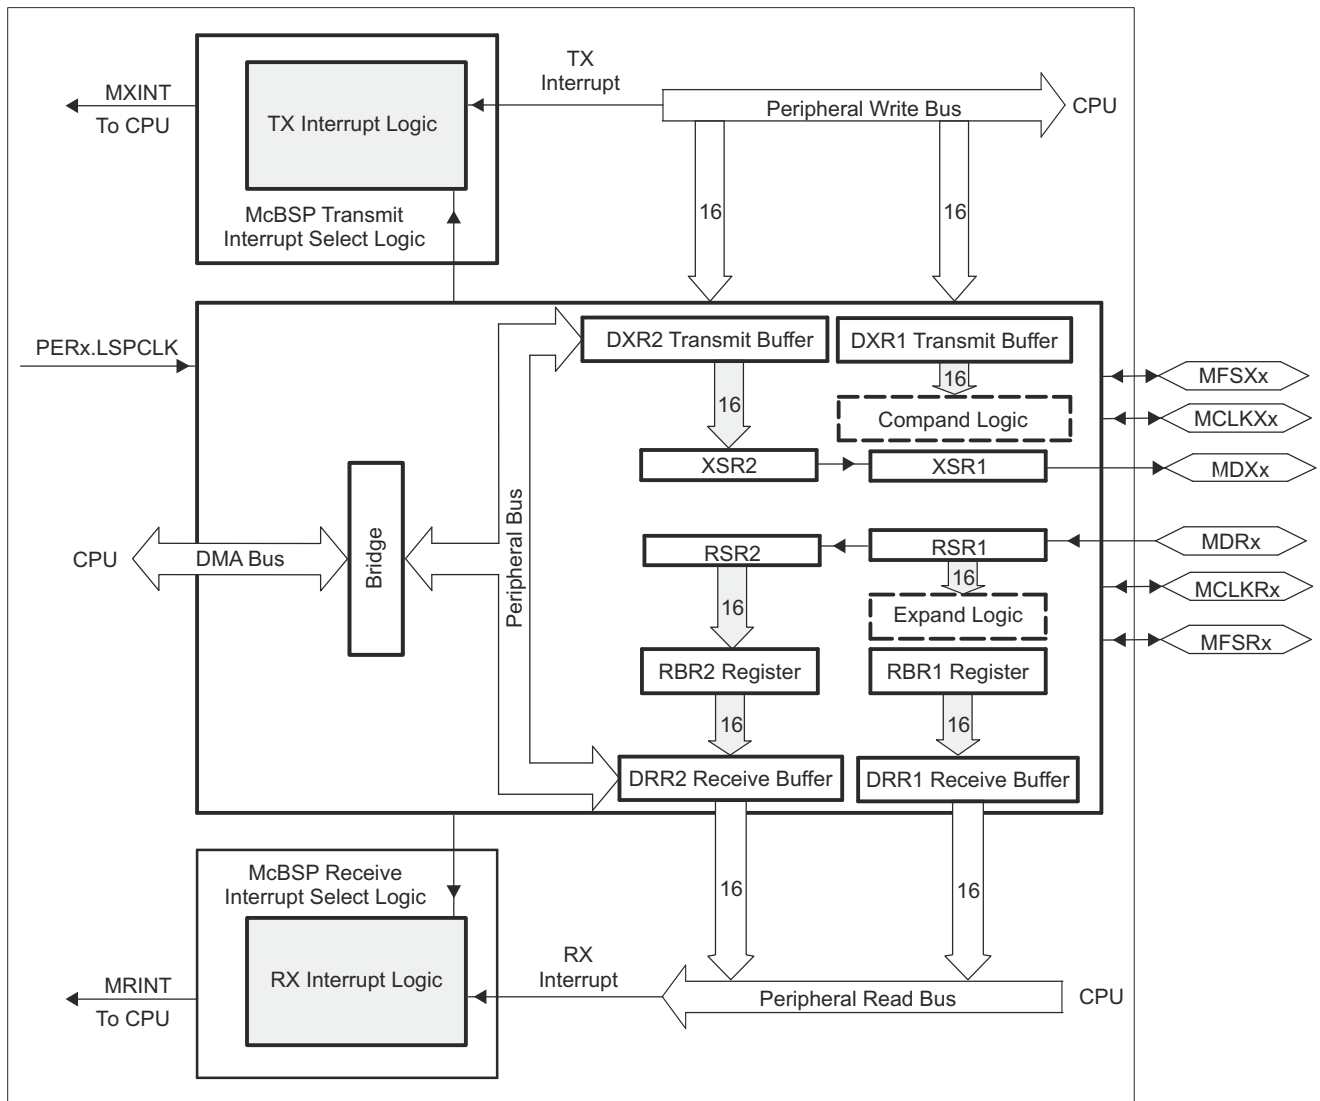 TX
Interrupt
MXINT
To CPU
TX Interrupt Logic
Peripheral Write Bus
CPU
McBSP Transmit
Interrupt Select Logic
16
16
PERx.LSPCLK
DXR2 Transmit Buffer
DXR1 Transmit Buffer
MFSXx
16
16
Compand Logic
MCLKXx
XSR2
XSR1
MDXx
CPU
DMA Bus
Bridge
Peripheral Bus
RSR2
RSR1
MDRx
16
16
MCLKRx
Expand Logic
MFSRx
RBR2 Register
RBR1 Register
16
16
DRR2 Receive Buffer
DRR1 Receive Buffer
McBSP Receive
Interrupt Select Logic
16
16
RX Interrupt Logic
RX
Interrupt
MRINT
To CPU
Peripheral Read Bus
CPU